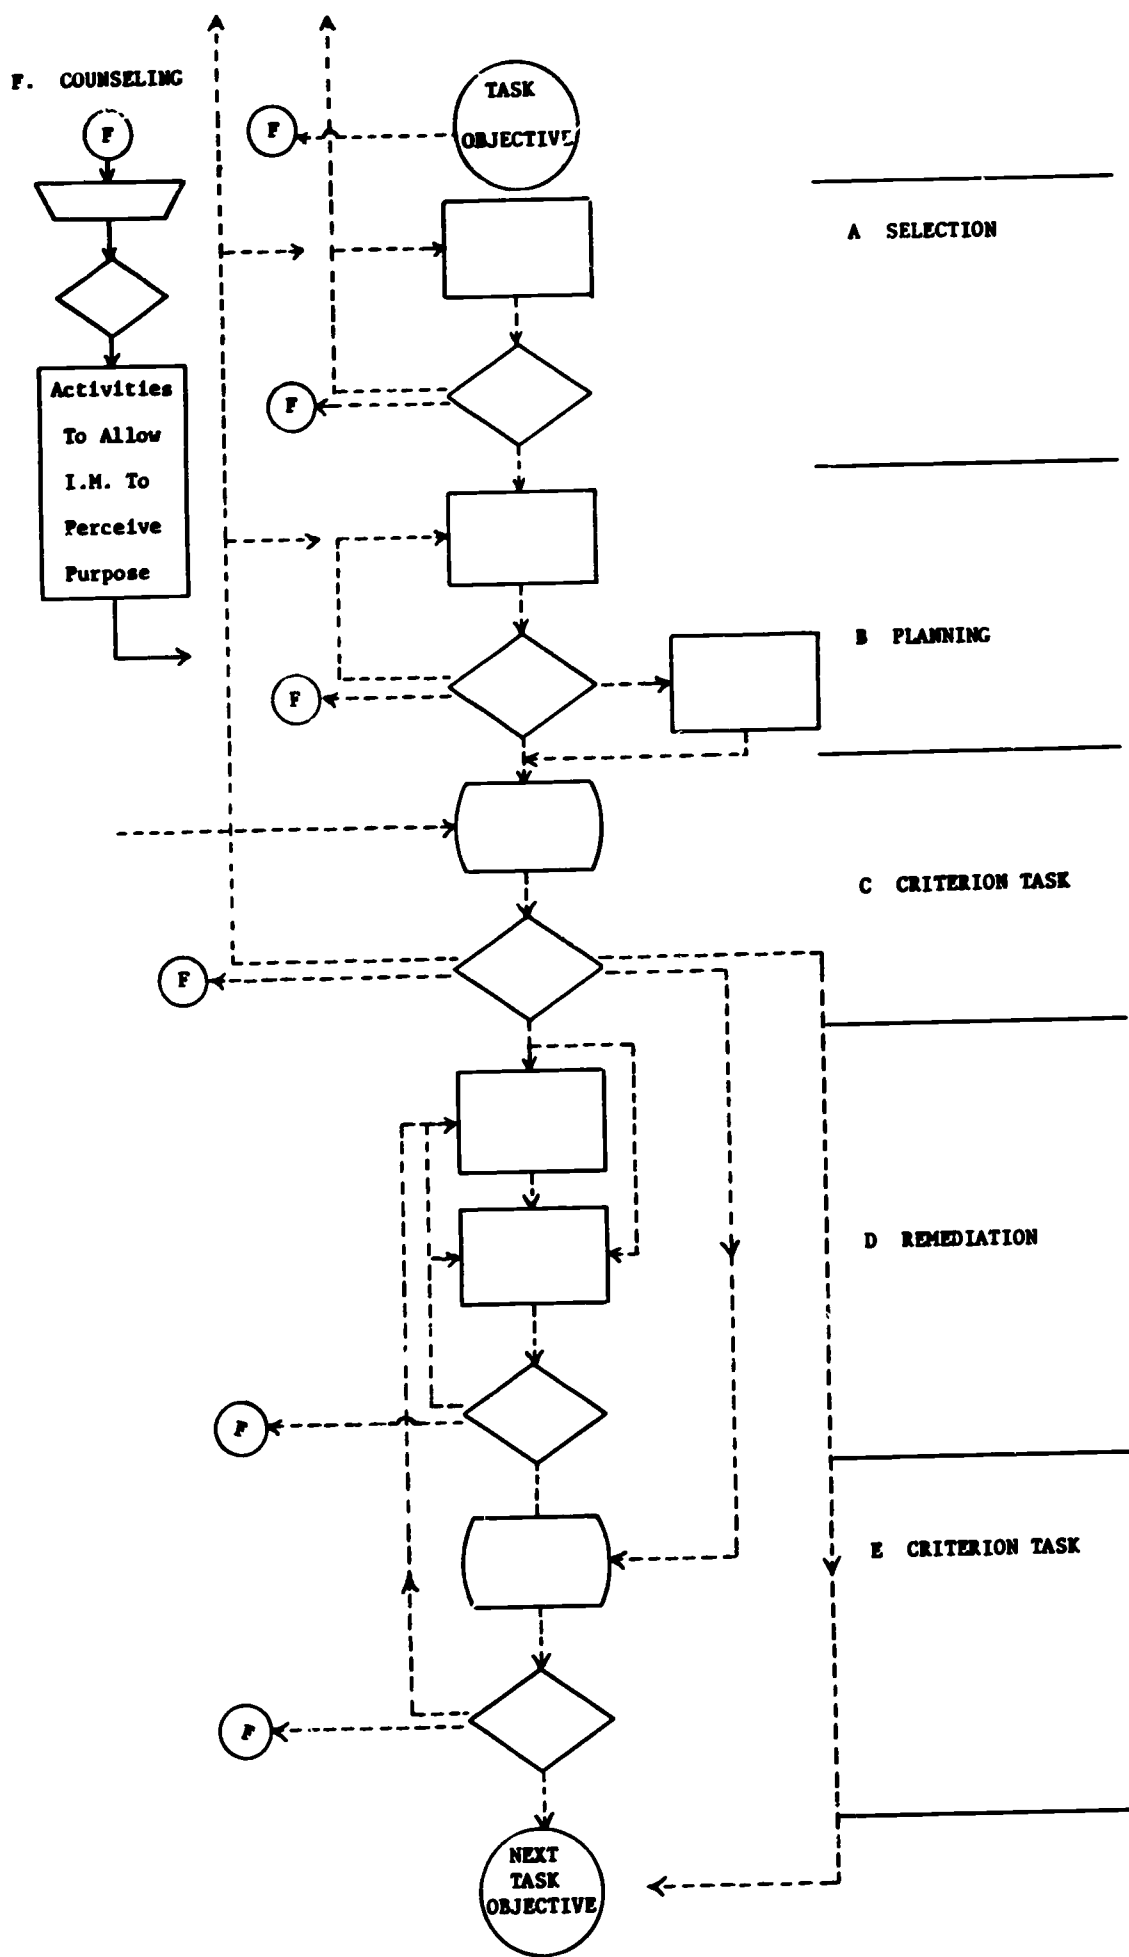 F. COUNSELING
F
Activities
To Allow
I.M. To
Perceive
Purpose
TASK
OBJECTIVE
F
A SELECTION
F
B PLANNING
F
C CRITERION TASK
F
D REMEDIATION
F
E CRITERION TASK
F
NEXT
TASK
OBJECTIVE